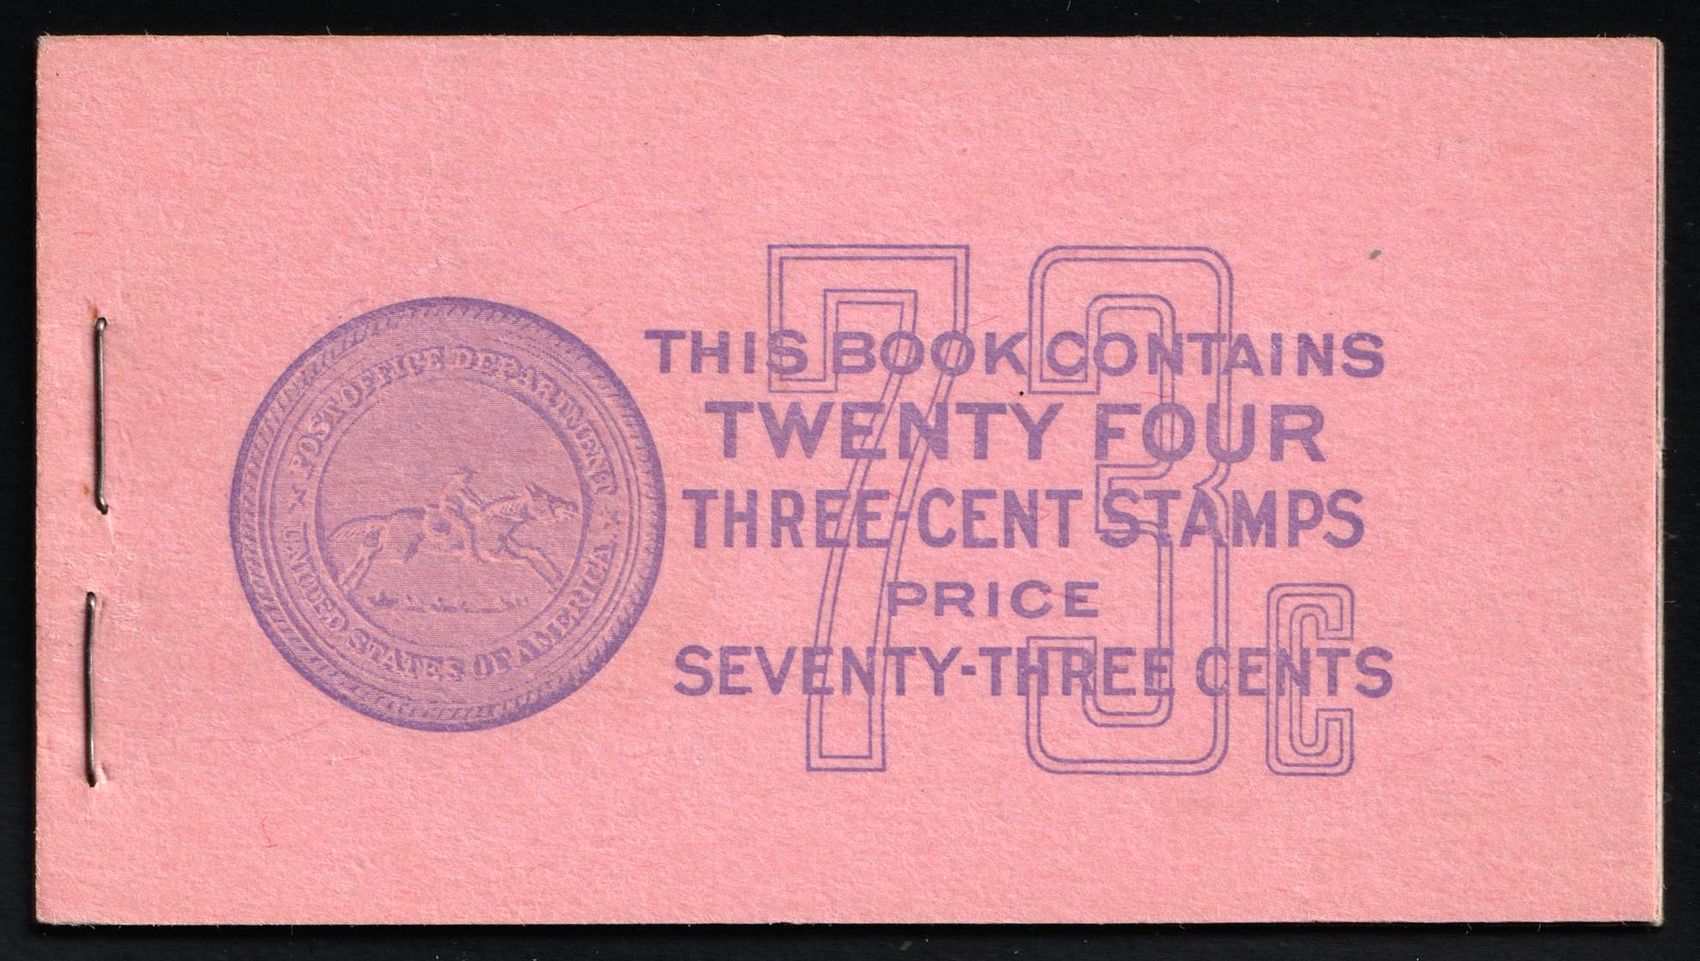 POST OFFICE DEPARTMENT
UNITED STATES OF AMERICA
73c
THIS BOOK CONTAINS
TWENTY FOUR
THREE-CENT STAMPS
PRICE
SEVENTY-THREE CENTS